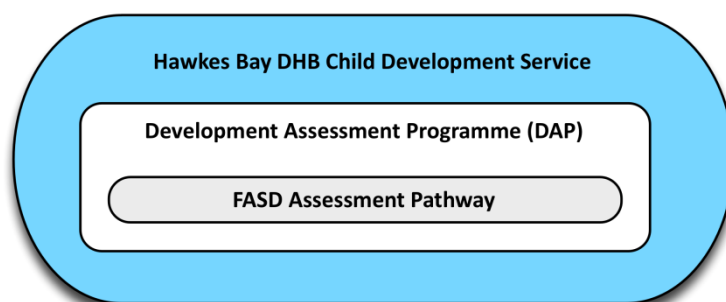 Hawkes Bay DHB Child Development Service
Development Assessment Programme (DAP)
FASD Assessment Pathway